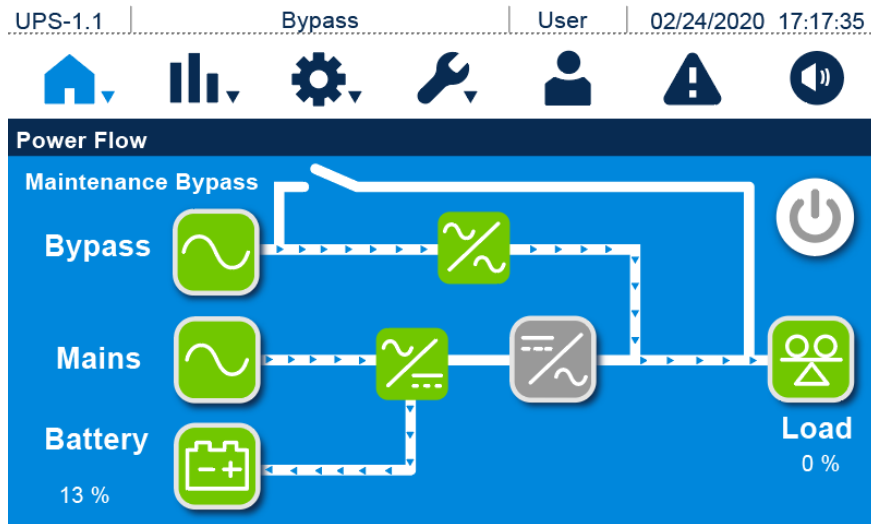 UPS-1.1 Bypass User 02/24/2020 17:17:35
Power Flow
Maintenance Bypass
Bypass
Mains
Battery
13 %
Load
0 %